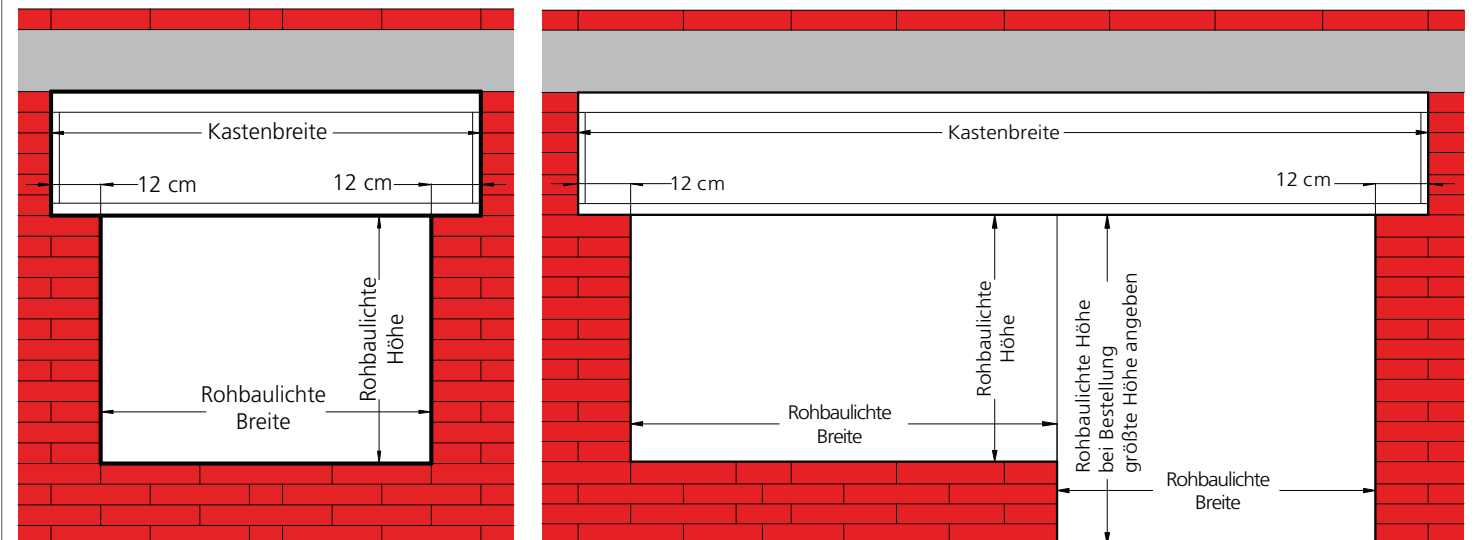 Kastenbreite
12 cm
12 cm
Rohbaulichte
Höhe
Rohbaulichte
Breite
Kastenbreite
12 cm
12 cm
Rohbaulichte
Höhe
Rohbaulichte Höhe
bei Bestellung
größte Höhe angeben
Rohbaulichte
Breite
Rohbaulichte
Breite